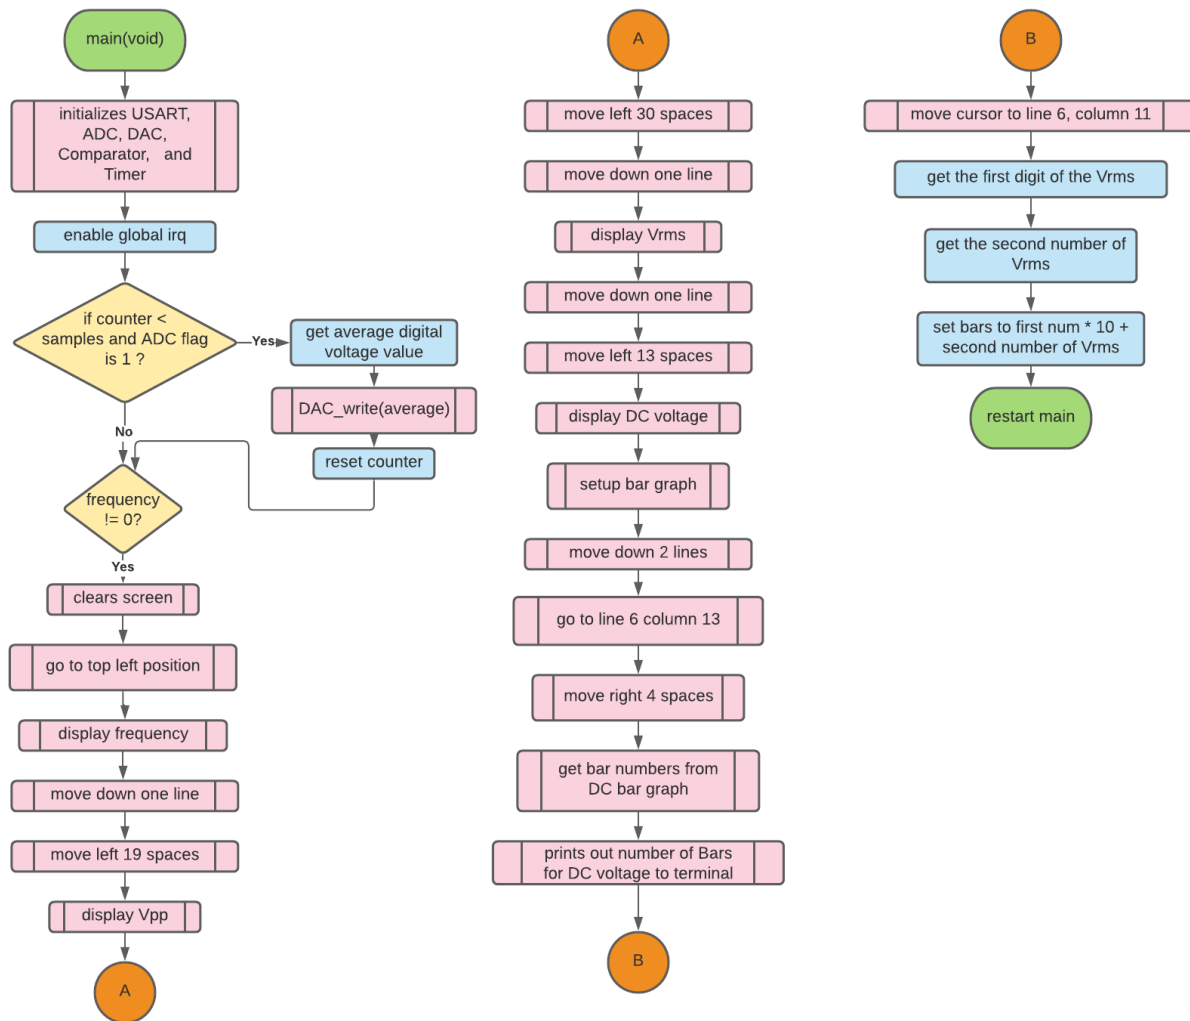 main(void)
initializes USART,
ADC, DAC,
Comparator, and
Timer
enable global irq
if counter <
samples and ADC flag
is 1 ?
Yes
get average digital
voltage value
DAC_write(average)
reset counter
No
frequency
!= 0?
Yes
clears screen
go to top left position
display frequency
move down one line
move left 19 spaces
display Vpp
A
A
move left 30 spaces
move down one line
display Vrms
move down one line
move left 13 spaces
display DC voltage
setup bar graph
move down 2 lines
go to line 6 column 13
move right 4 spaces
get bar numbers from
DC bar graph
prints out number of Bars
for DC voltage to terminal
B
B
move cursor to line 6, column 11
get the first digit of the Vrms
get the second number of
Vrms
set bars to first num * 10 +
second number of Vrms
restart main